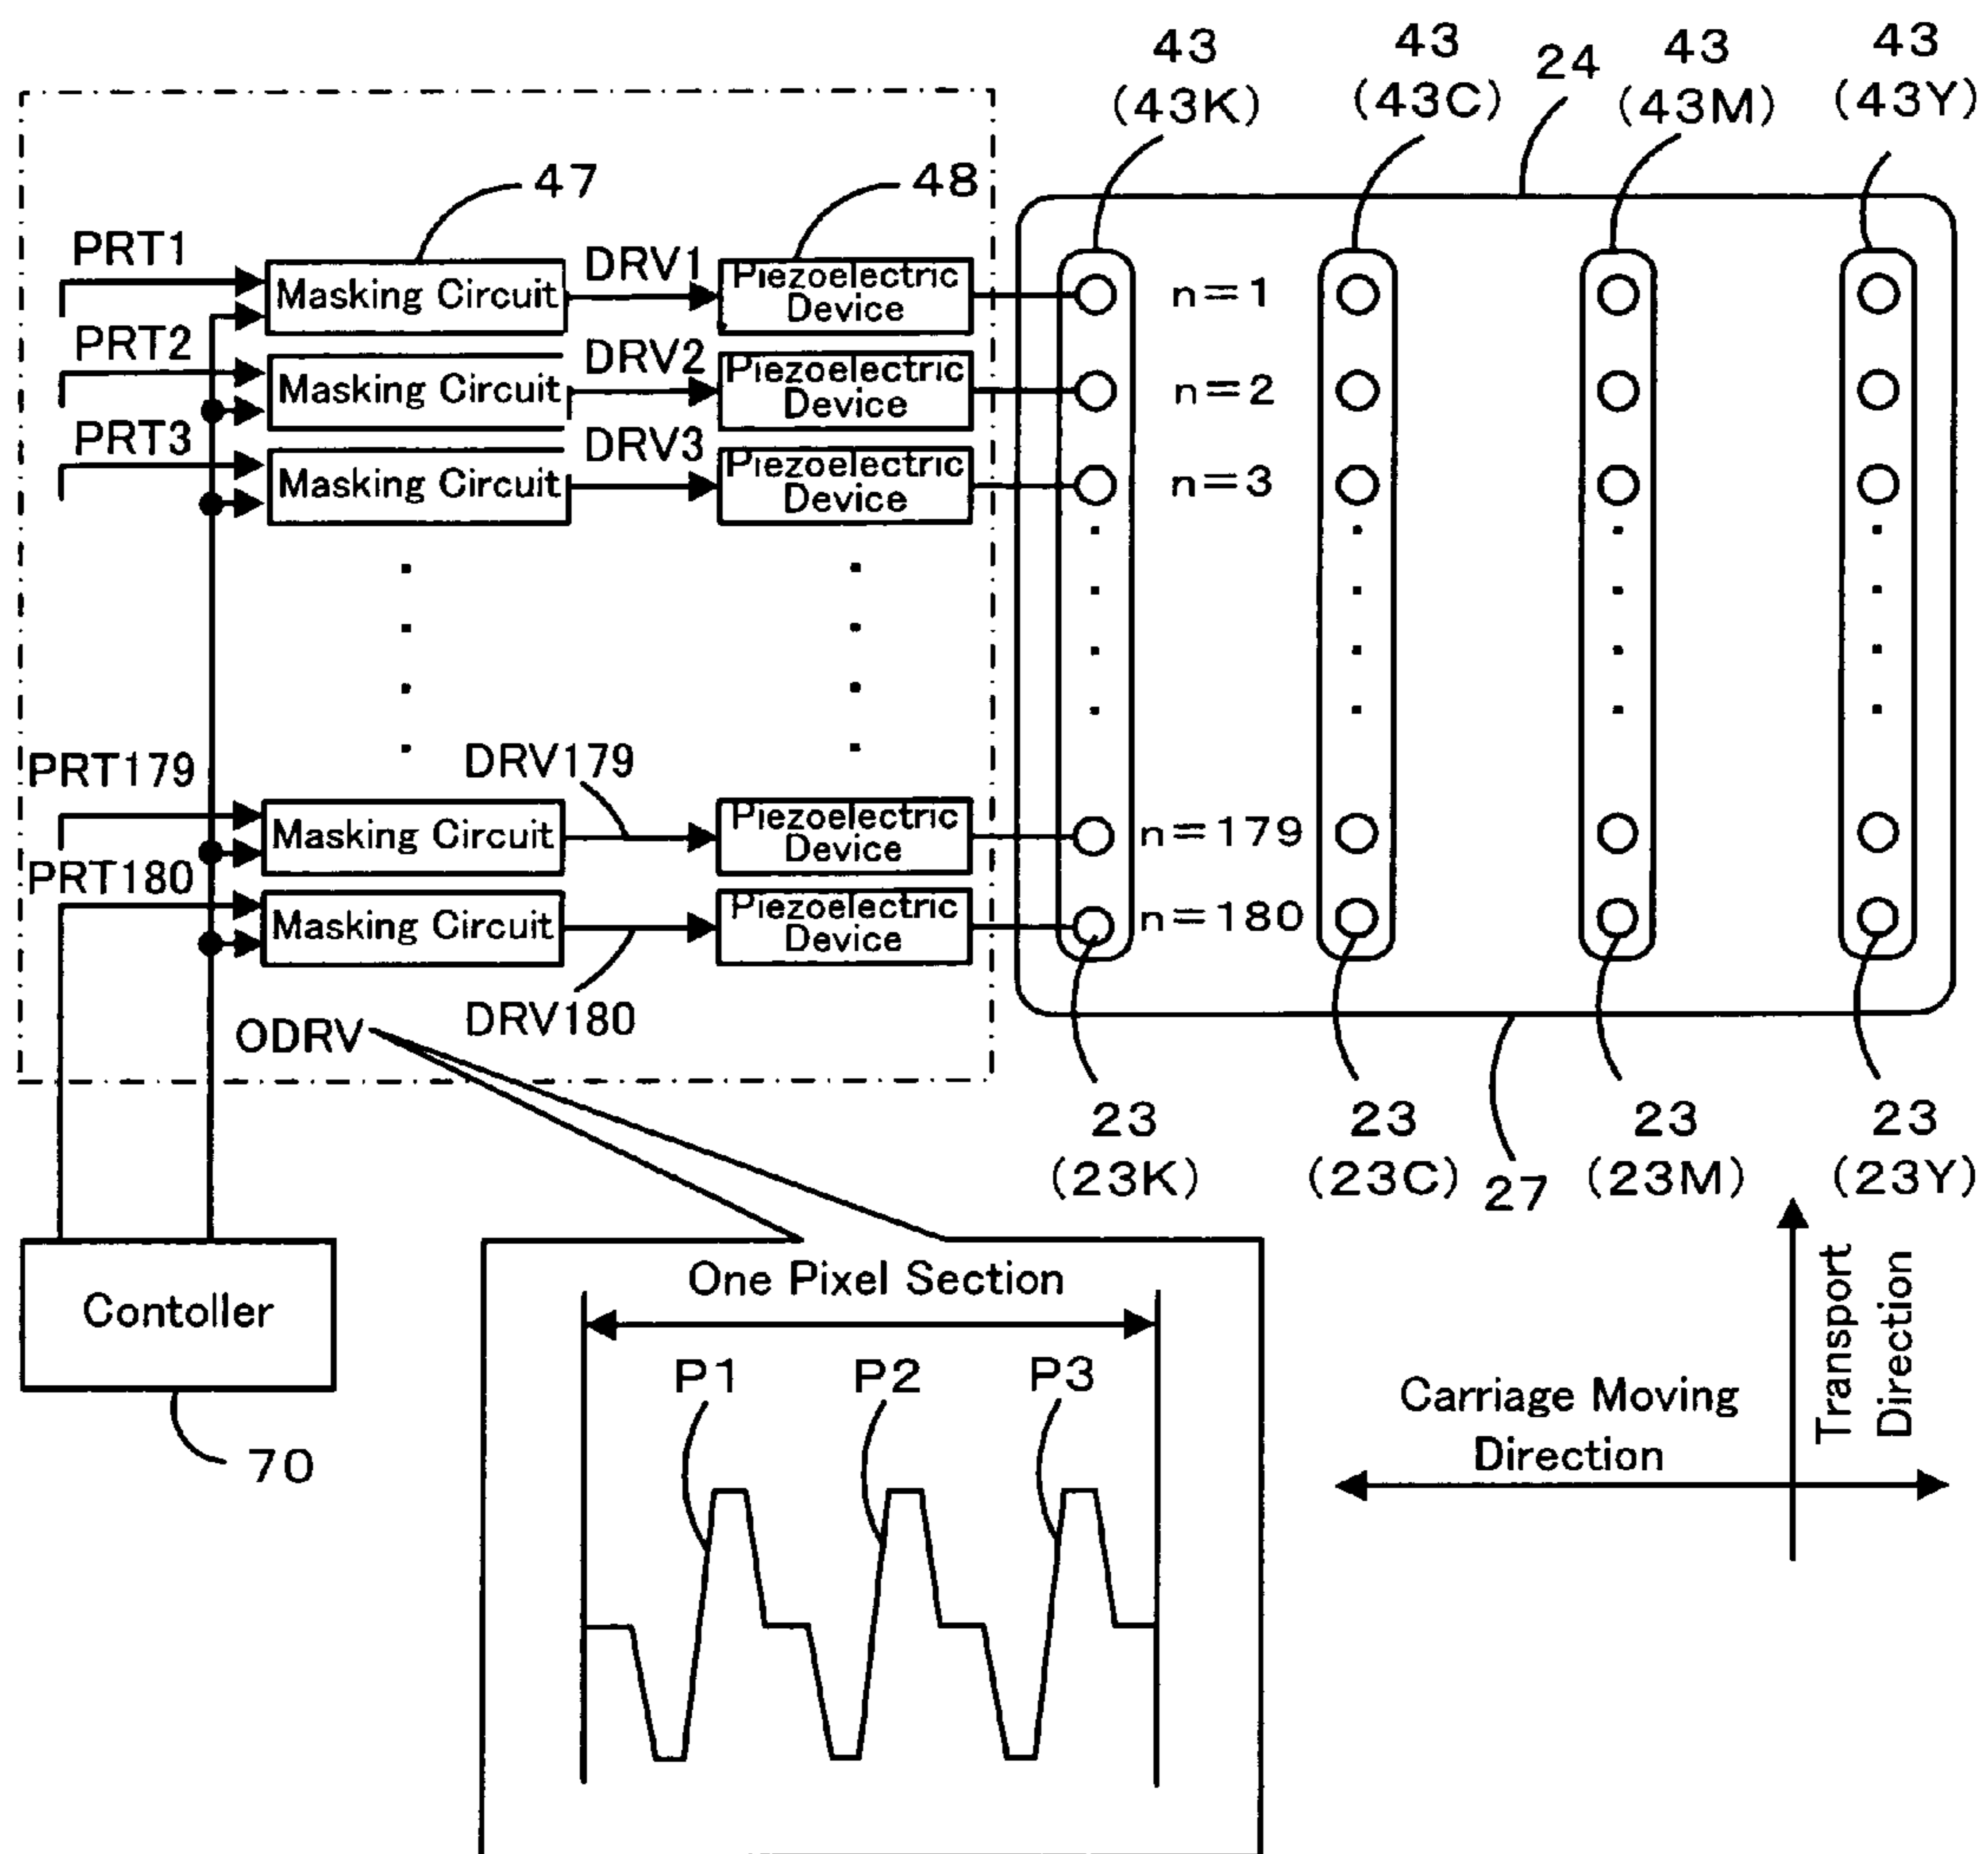 43 43 24 43 43
(43K) (43C) (43M) (43Y)
47 48
PRT1 DRV1
Masking Circuit Piezoelectric Device n=1
PRT2 DRV2
Masking Circuit Piezoelectric Device n=2
PRT3 DRV3
Masking Circuit Piezoelectric Device n=3
PRT179 DRV179
Masking Circuit Piezoelectric Device n=179
PRT180
Masking Circuit Piezoelectric Device n=180
ODRV DRV180
23 23 23 23
(23K) (23C) 27 (23M) (23Y)
Contoller
70
One Pixel Section
P1 P2 P3
Carriage Moving
Direction
Transport
Direction